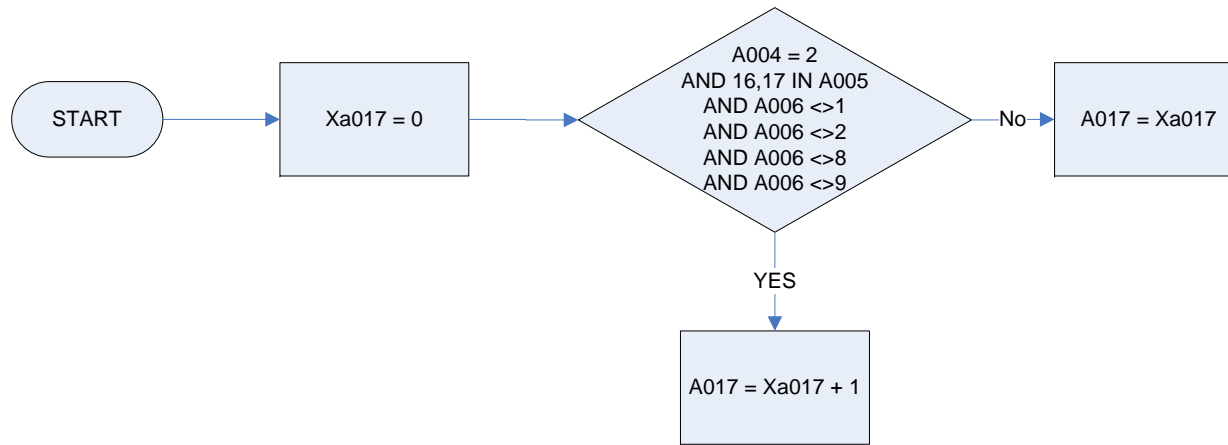 START
Xa017 = 0
A004 = 2
AND 16,17 IN A005
AND A006 <>1
AND A006 <>2
AND A006 <>8
AND A006 <>9
No
A017 = Xa017
YES
A017 = Xa017 + 1